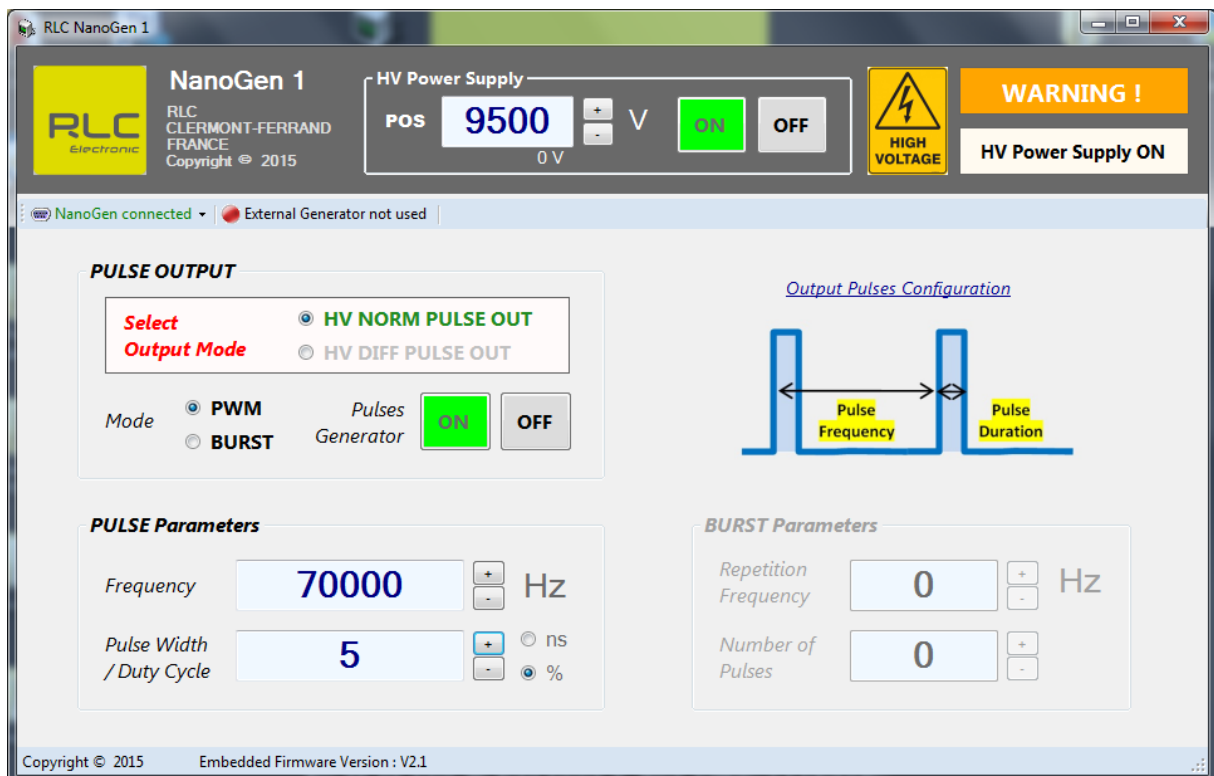 RLC NanoGen 1
RLC
Electronic
NanoGen 1
RLC
CLERMONT-FERRAND
FRANCE
Copyright © 2015
HV Power Supply
POS 9500 + - V ON OFF
0 V
HIGH
VOLTAGE
WARNING !
HV Power Supply ON
NanoGen connected External Generator not used
PULSE OUTPUT
Select
Output Mode
HV NORM PULSE OUT
HV DIFF PULSE OUT
Mode
PWM
BURST
Pulses
Generator
ON OFF
Output Pulses Configuration
Pulse
Frequency
Pulse
Duration
PULSE Parameters
Frequency 70000 + - Hz
Pulse Width
/ Duty Cycle
5 + -
ns
%
BURST Parameters
Repetition
Frequency
0 + - Hz
Number of
Pulses
0 + -
Copyright © 2015 Embedded Firmware Version : V2.1